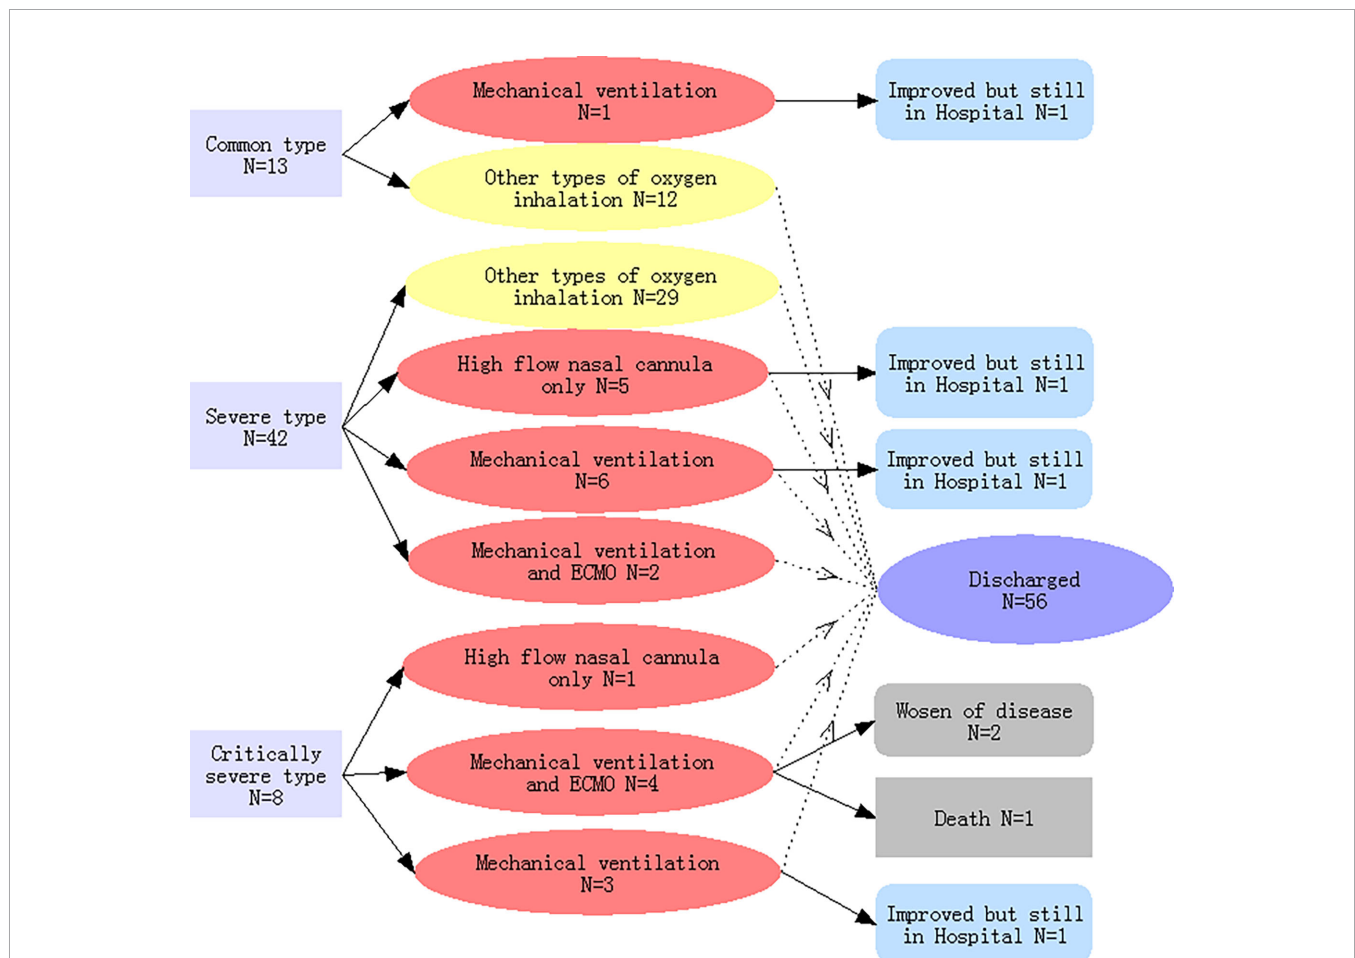 Common type
N=13
Mechanical ventilation
N=1
Improved but still
in Hospital N=1
Other types of oxygen
inhalation N=12
Severe type
N=42
Other types of oxygen
inhalation N=29
High flow nasal cannula
only N=5
Improved but still
in Hospital N=1
Mechanical ventilation
N=6
Improved but still
in Hospital N=1
Mechanical ventilation
and ECMO N=2
Discharged
N=56
Critically
severe type
N=8
High flow nasal cannula
only N=1
Mechanical ventilation
and ECMO N=4
Wosen of disease
N=2
Death N=1
Mechanical ventilation
N=3
Improved but still
in Hospital N=1